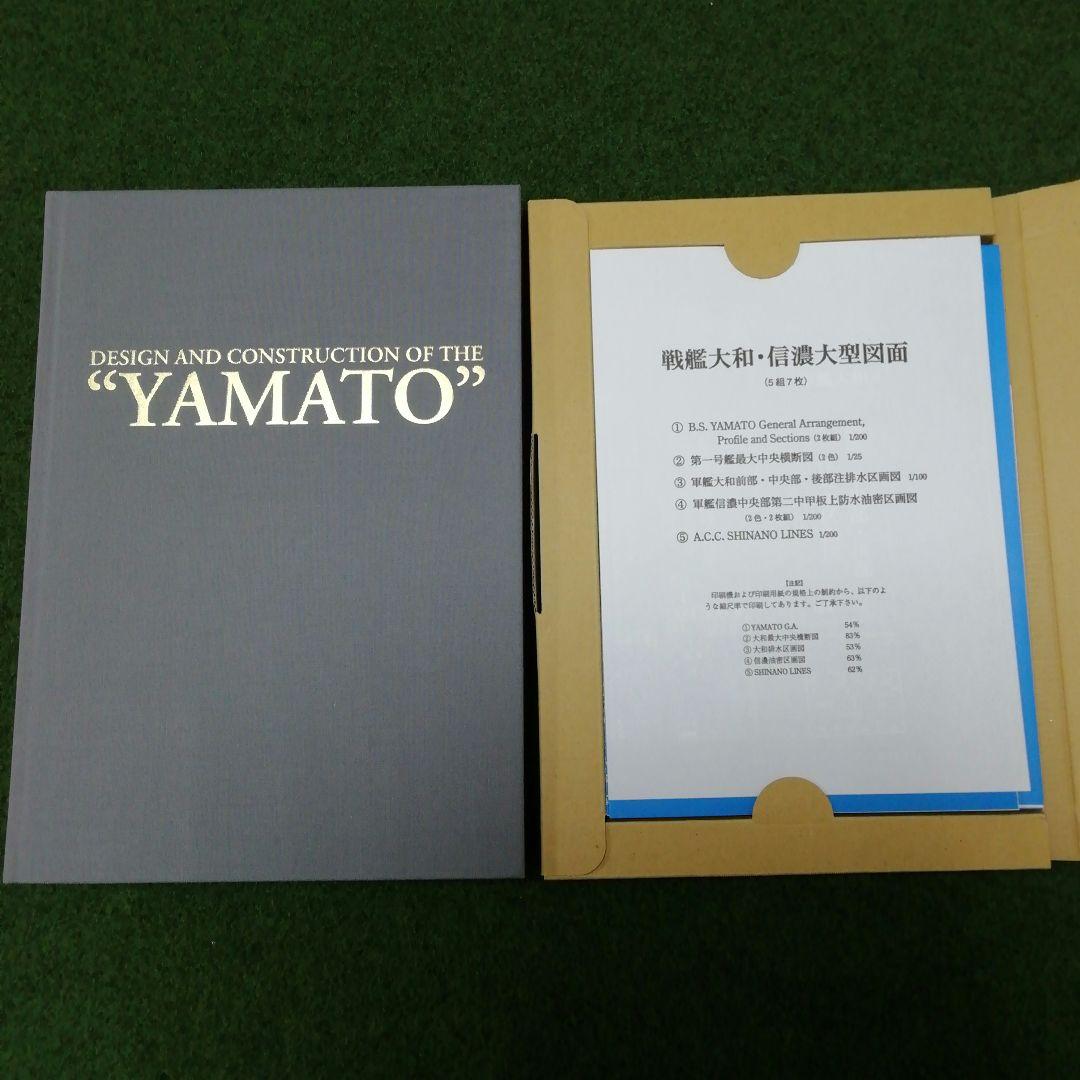 DESIGN AND CONSTRUCTION OF THE
“YAMATO”
戦艦大和・信濃大型図面
（5組7枚）
① B.S. YAMATO General Arrangement,
Profile and Sections（2枚組） 1/200
② 第一号艦最大中央横断図（2色） 1/25
③ 軍艦大和前部・中央部・後部注排水区画図 1/100
④ 軍艦信濃中央部第二中甲板上防水油密区画図
（2色・2枚組） 1/200
⑤ A.C.C. SHINANO LINES 1/200
【注記】
印刷機および印刷用紙の規格上の制約から、以下のよ
うな縮尺率で印刷してあります。ご了承下さい。
① YAMATO G.A. 54%
② 大和最大中央横断図 83%
③ 大和排水区画図 53%
④ 信濃油密区画図 63%
⑤ SHINANO LINES 62%